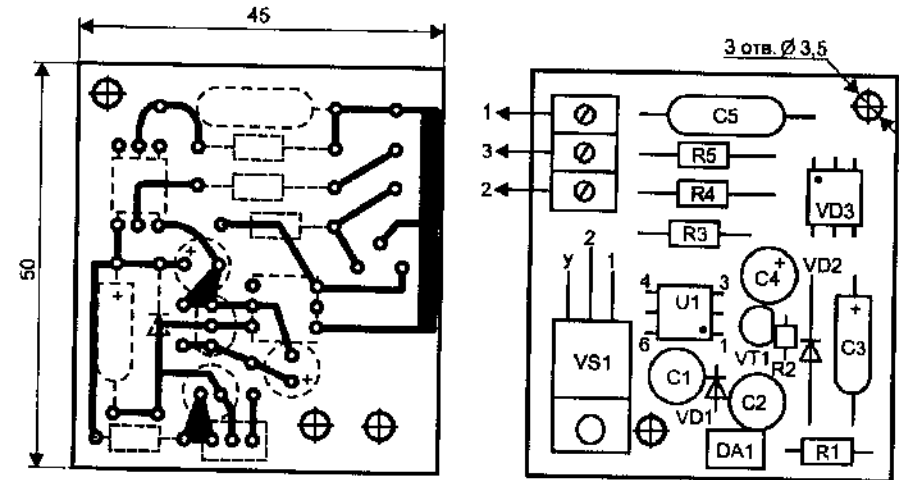 45
50
+
+
+
3 отв. Ø 3,5
1
3
2
C5
R5
R4
R3
VD3
у 2 1
4 3
U1
6 1
C4 +
VD2
VS1
VT1
R2
+
C3
C1
VD1
C2
DA1
R1